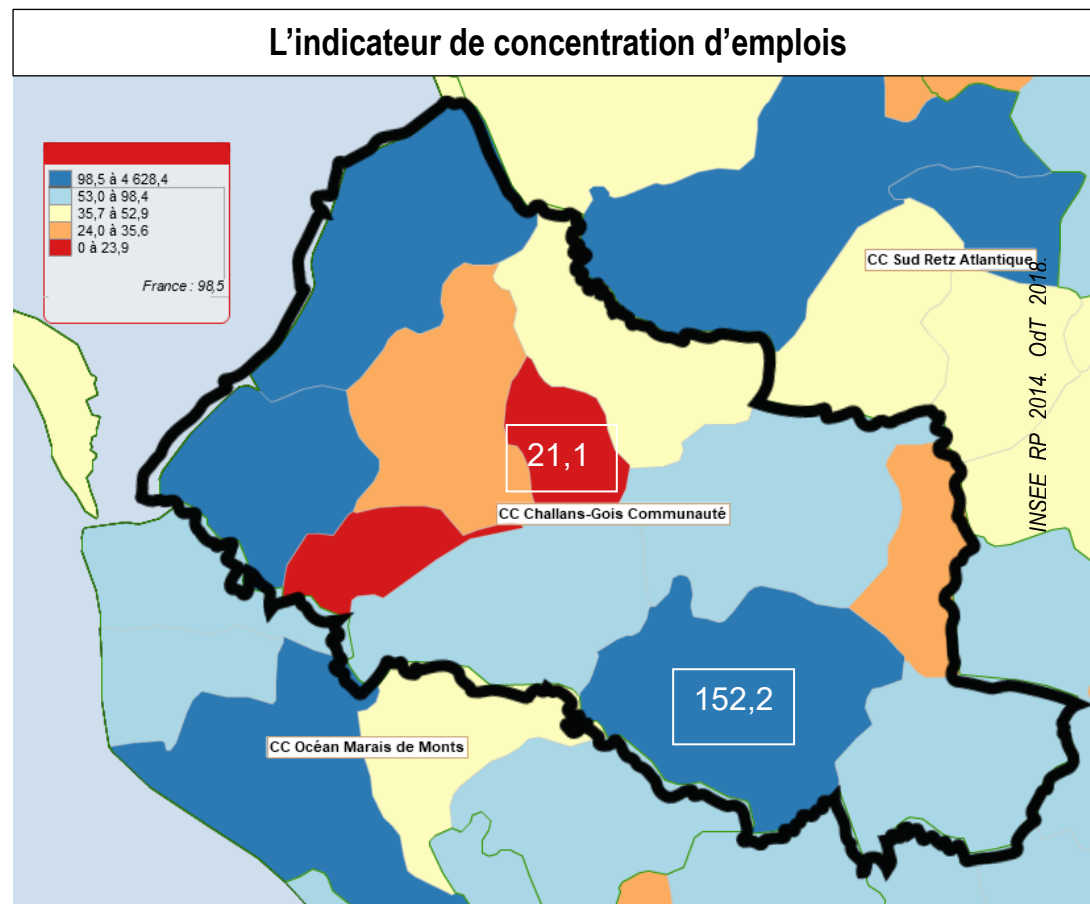 L'indicateur de concentration d'emplois
98,5 à 4 628,4
53,0 à 98,4
35,7 à 52,9
24,0 à 35,6
0 à 23,9
France : 98,5
CC Sud Retz Atlantique
INSEE RP 2014. OdT 2018.
21,1
CC Challans-Gois Communauté
152,2
CC Océan Marais de Monts